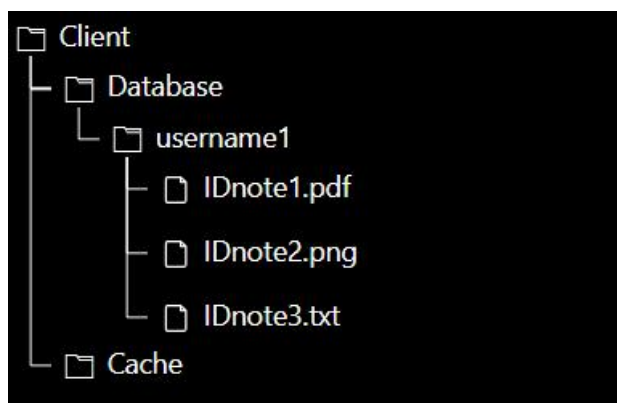 Client
Database
username1
IDnote1.pdf
IDnote2.png
IDnote3.txt
Cache